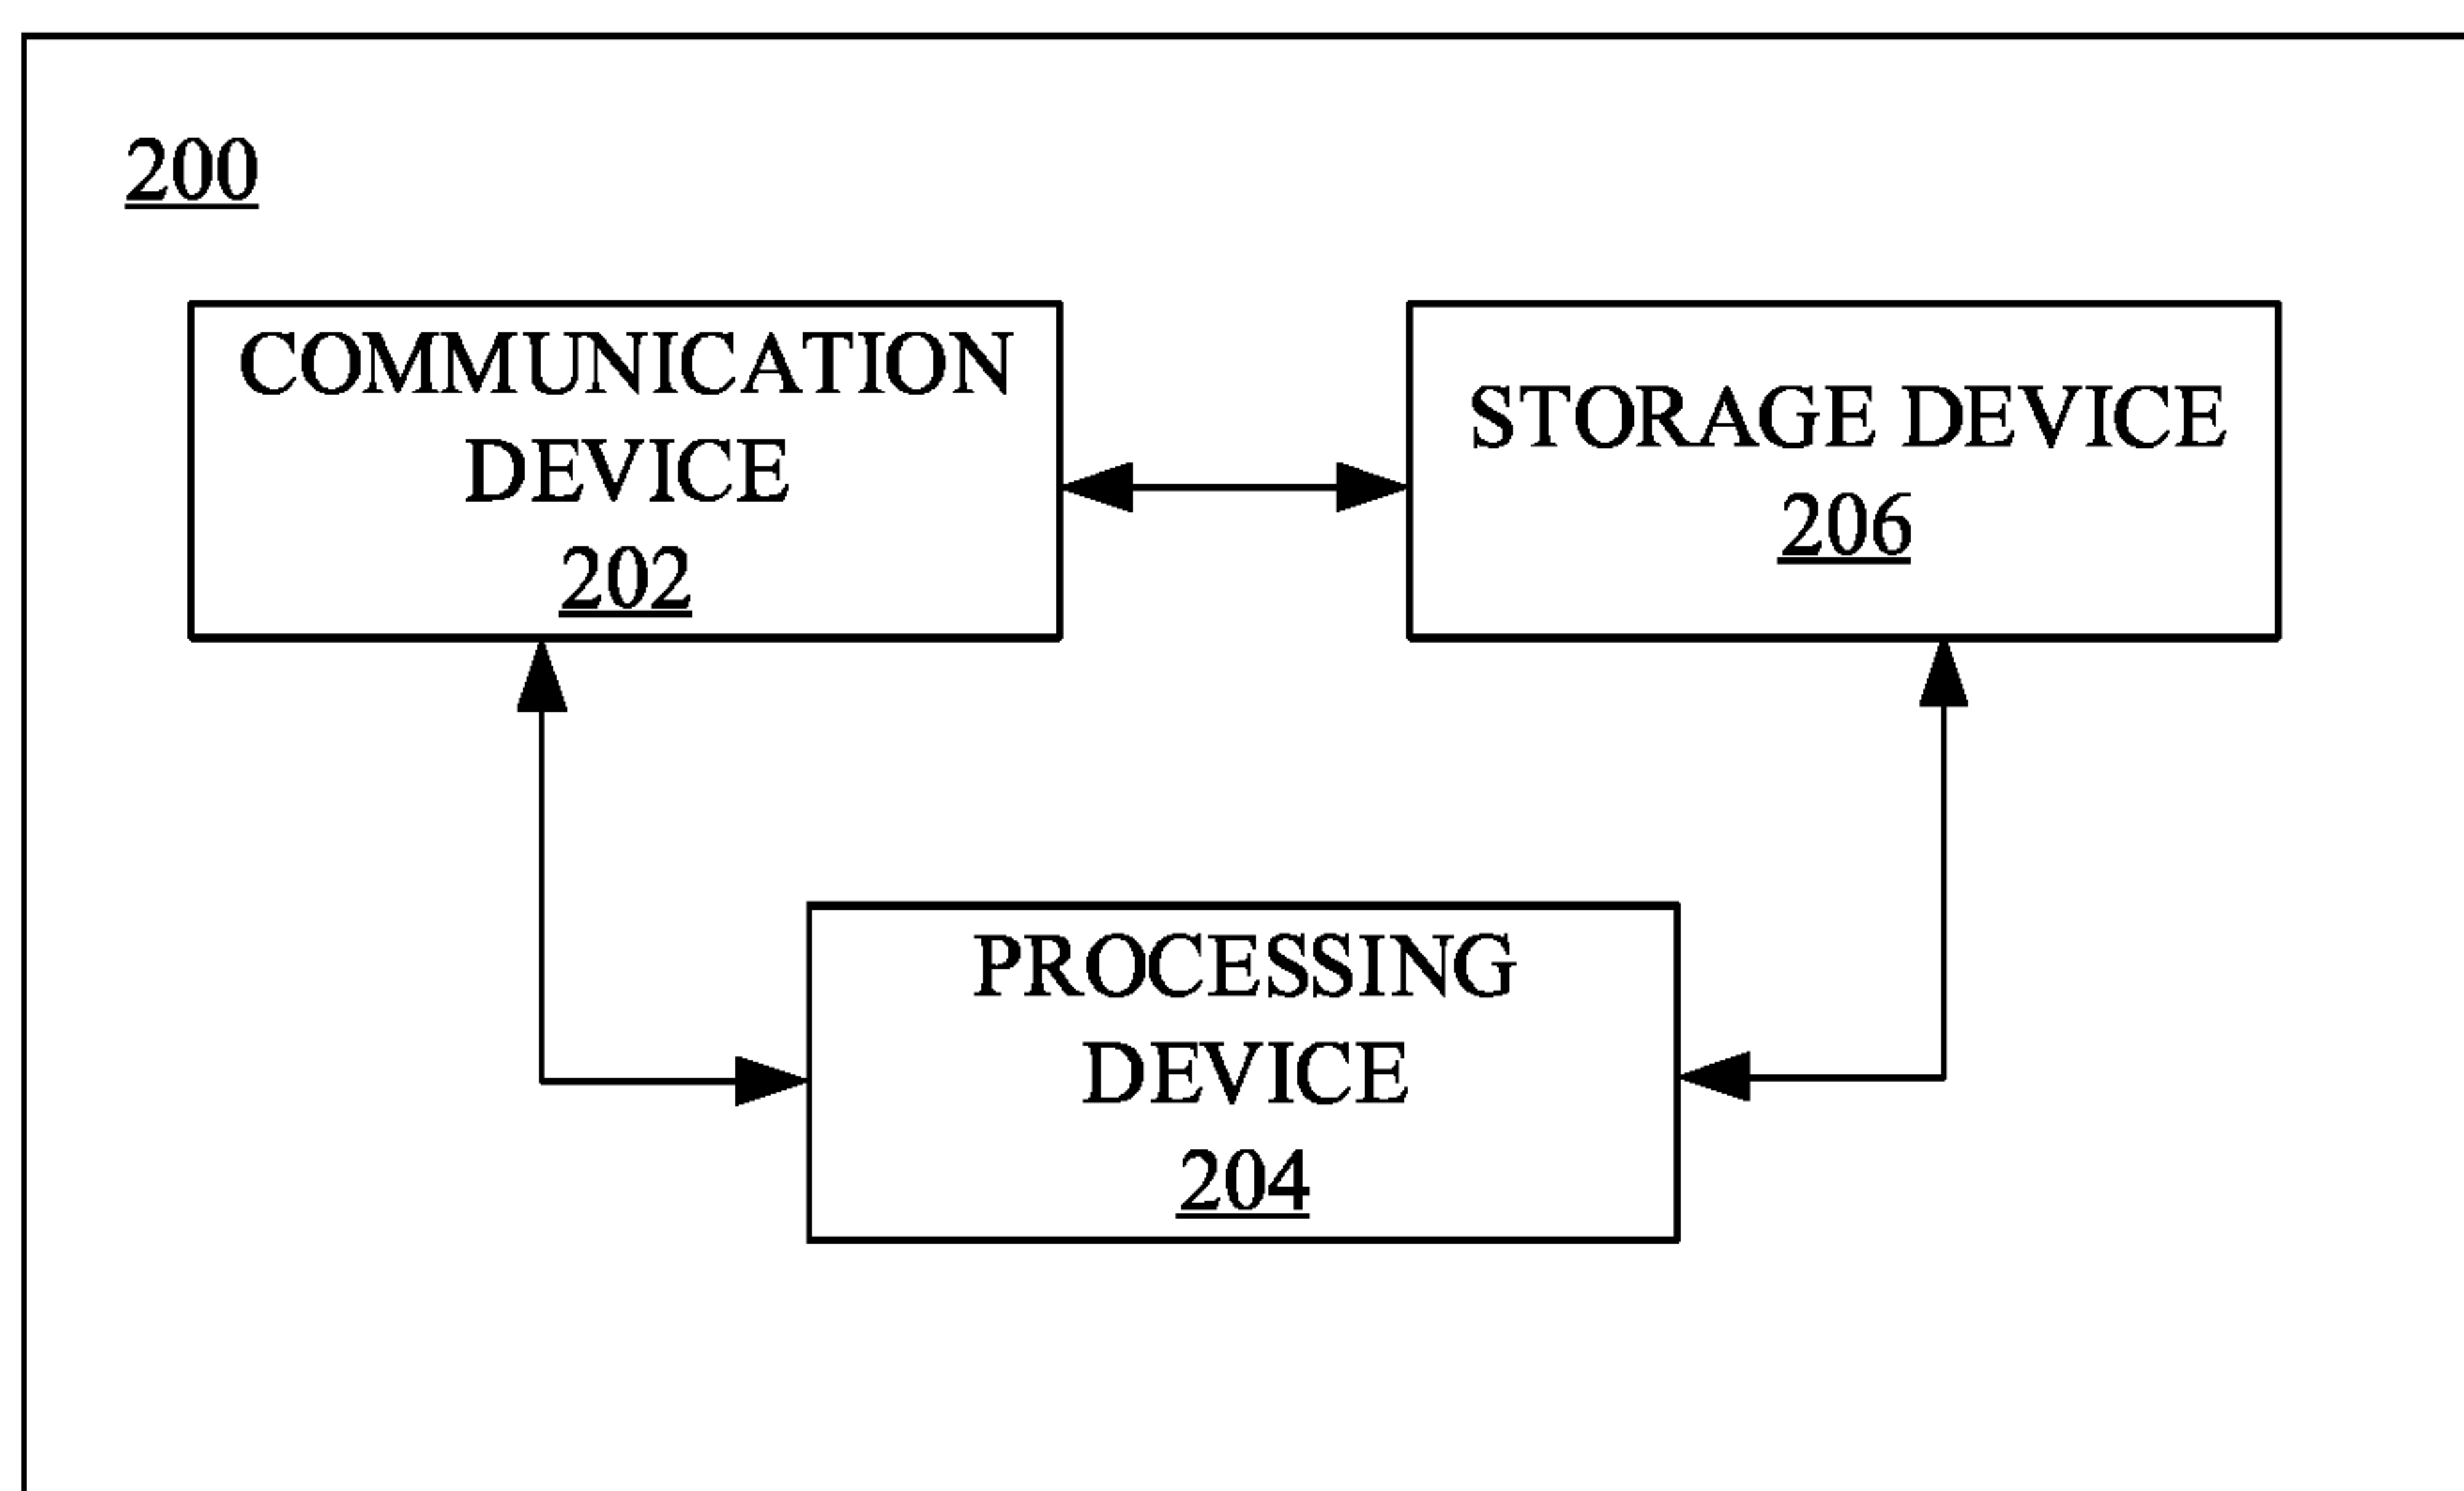 200
COMMUNICATION
DEVICE
202
STORAGE DEVICE
206
PROCESSING
DEVICE
204